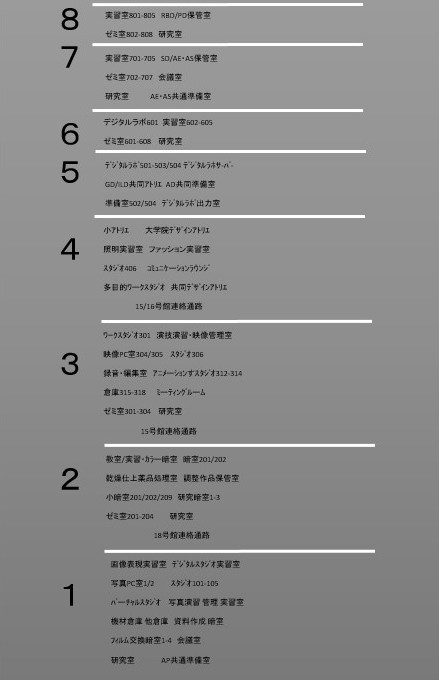 8
実習室801-805 RBD/PD保管室
ゼミ室802-808 研究室
7
実習室701-705 SD/AE・AS保管室
ゼミ室702-707 会議室
研究室 AE・AS共通準備室
6
デジタルラボ601 実習室602-605
ゼミ室601-608 研究室
5
ﾃﾞｼﾞﾀﾙﾗﾎﾞ501-503/504 ﾃﾞｼﾞﾀﾙﾗﾎﾞｻｰﾊﾞｰ
GD/ILD共同ｱﾄﾘｴ AD共同準備室
準備室502/504 ﾃﾞｼﾞﾀﾙﾗﾎﾞ出力室
4
小アトリエ 大学院ﾃﾞｻﾞｲﾝｱﾄﾘｴ
照明実習室 ファッション実習室
ｽﾀｼﾞｵ406 ｺﾐｭﾆｹｰｼｮﾝﾗｳﾝｼﾞ
多目的ﾜｰｸｽﾀｼﾞｵ 共同ﾃﾞｻﾞｲﾝｱﾄﾘｴ
15/16号館連絡通路
3
ﾜｰｸｽﾀｼﾞｵ301 演技演習・映像管理室
映像PC室304/305 ｽﾀｼﾞｵ306
録音・編集室 ｱﾆﾒｰｼｮﾝすｽﾀｼﾞｵ312-314
倉庫315-318 ﾐｰﾃｨﾝｸﾞﾙｰﾑ
ゼミ室301-304 研究室
15号館連絡通路
2
教室/実習・カラー暗室 暗室201/202
乾燥仕上薬品処理室 調整作品保管室
小暗室201/202/209 研究暗室1-3
ゼミ室201-204 研究室
18号館連絡通路
1
画像表現実習室 ﾃﾞｼﾞﾀﾙｽﾀｼﾞｵ実習室
写真PC室1/2 ｽﾀｼﾞｵ101-105
ﾊﾞｰﾁｬﾙｽﾀｼﾞｵ 写真演習 管理 実習室
機材倉庫 他倉庫 資料作成 暗室
ﾌｨﾙﾑ交換暗室1-4 会議室
研究室 AP共通準備室